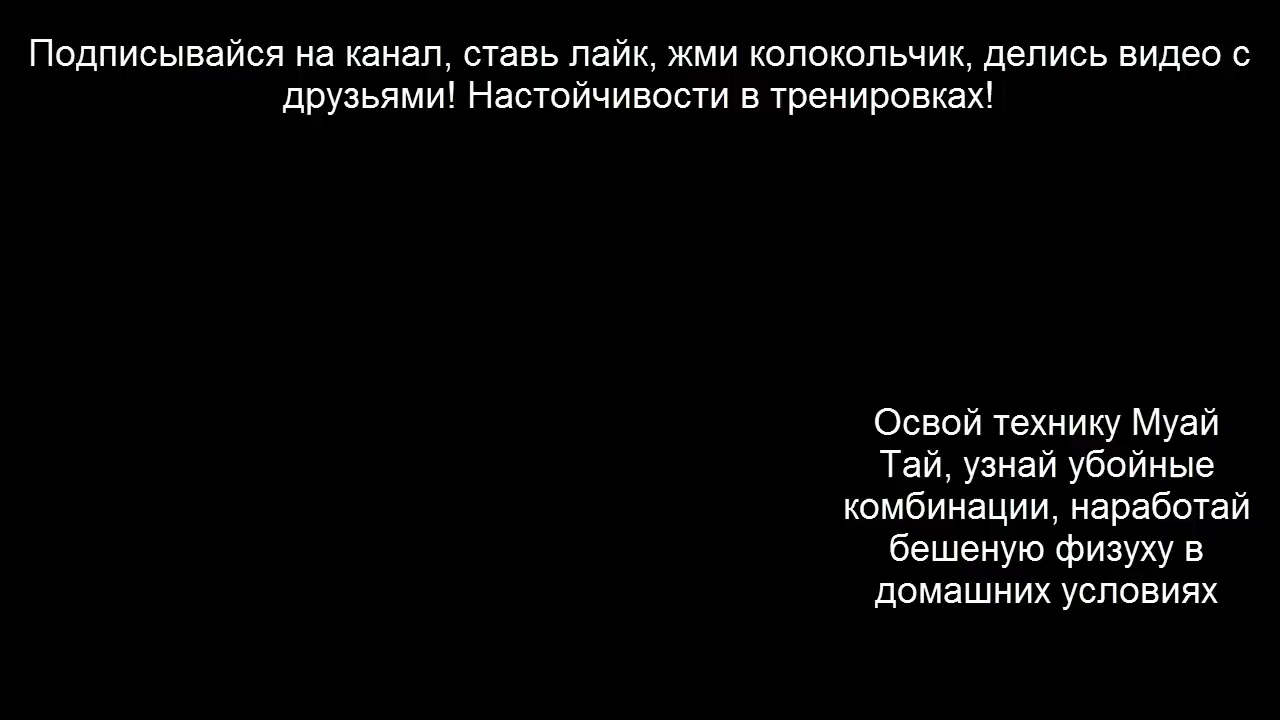 Подписывайся на канал, ставь лайк, жми колокольчик, делись видео с
друзьями! Настойчивости в тренировках!
Освой технику Муай
Тай, узнай убойные
комбинации, наработай
бешеную физуху в
домашних условиях